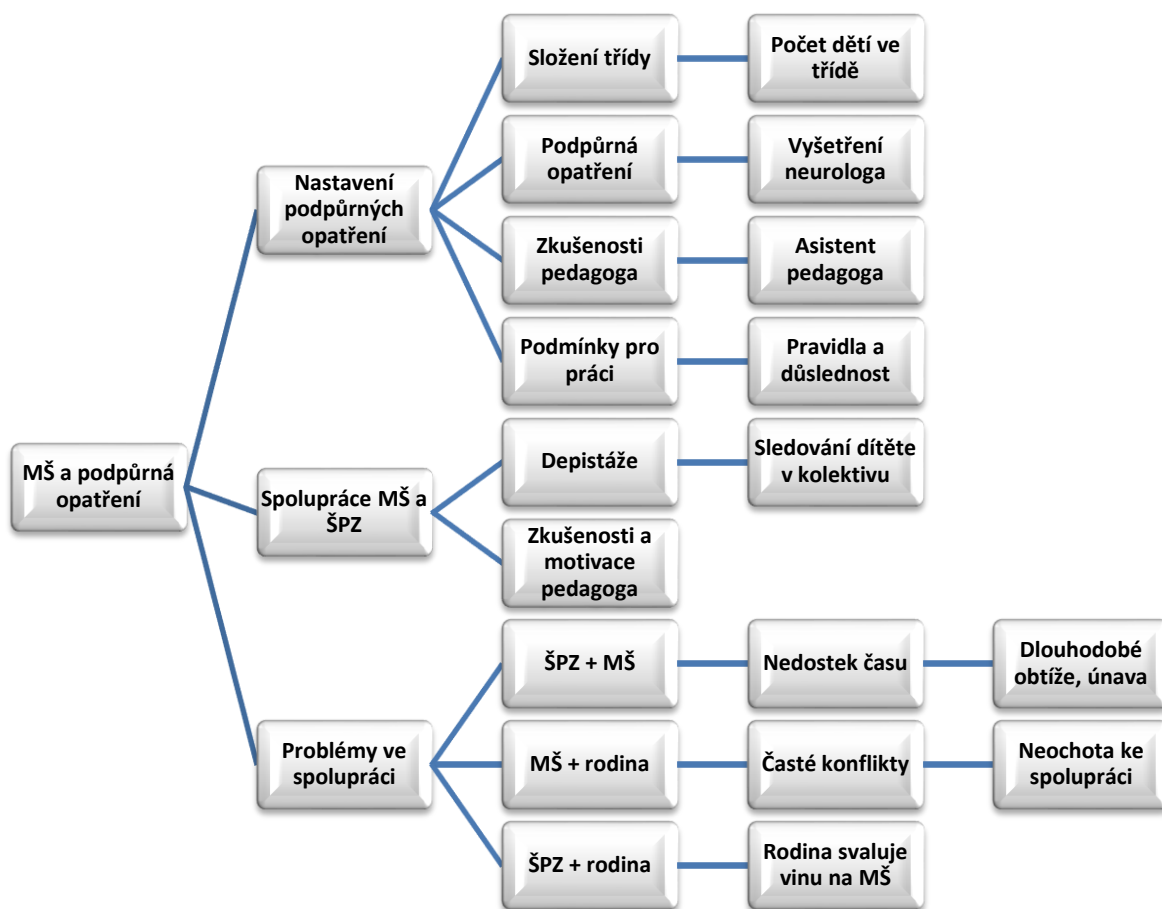 MŠ a podpůrná
opatření
Nastavení
podpůrných
opatření
Složení třídy
Počet dětí ve
třídě
Podpůrná
opatření
Vyšetření
neurologa
Zkušenosti
pedagoga
Asistent
pedagoga
Podmínky pro
práci
Pravidla a
důslednost
Spolupráce MŠ a
ŠPZ
Depistáže
Sledování dítěte
v kolektivu
Zkušenosti a
motivace
pedagoga
Problémy ve
spolupráci
ŠPZ + MŠ
Nedostek času
Dlouhodobé
obtíže, únava
MŠ + rodina
Časté konflikty
Neochota ke
spolupráci
ŠPZ + rodina
Rodina svaluje
vinu na MŠ